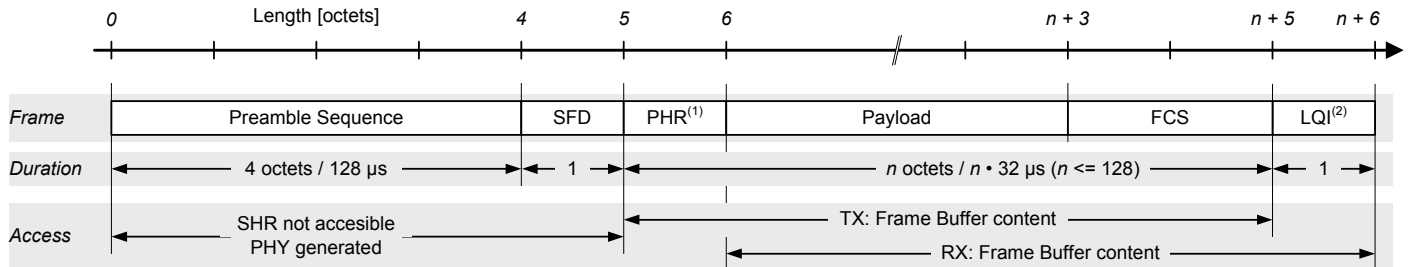 0 Length [octets] 4 5 6 n + 3 n + 5 n + 6
Frame Preamble Sequence SFD PHR(1) Payload FCS LQI(2)
Duration 4 octets / 128 µs 1 n octets / n • 32 µs (n <= 128) 1
Access
SHR not accesible
PHY generated
TX: Frame Buffer content
RX: Frame Buffer content